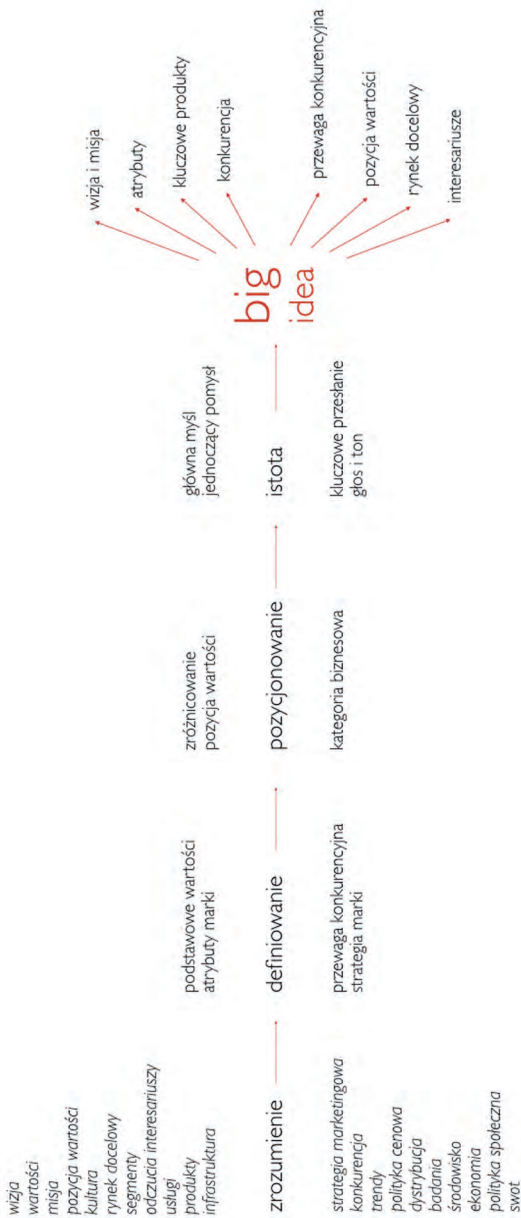 wizja
wartości
misja
pozycja wartości
kultura
rynek docelowy
segmenty
odczucia interesariuszy
usługi
produkty
infrastruktura
zrozumienie
strategia marketingowa
konkurencja
trendy
polityka cenowa
dystrybucja
badania
środowisko
ekonomia
polityka społeczna
swot
podstawowe wartości
atrybuty marki
definiowanie
przewaga konkurencyjna
strategia marki
zróżnicowanie
pozycja wartości
pozycjonowanie
kategoria biznesowa
główna myśl
jednoczący pomysł
istota
kluczowe przesłanie
głos i ton
big
idea
wizja i misja
atrybuty
kluczowe produkty
konkurencja
przewaga konkurencyjna
pozycja wartości
rynek docelowy
interesariusze